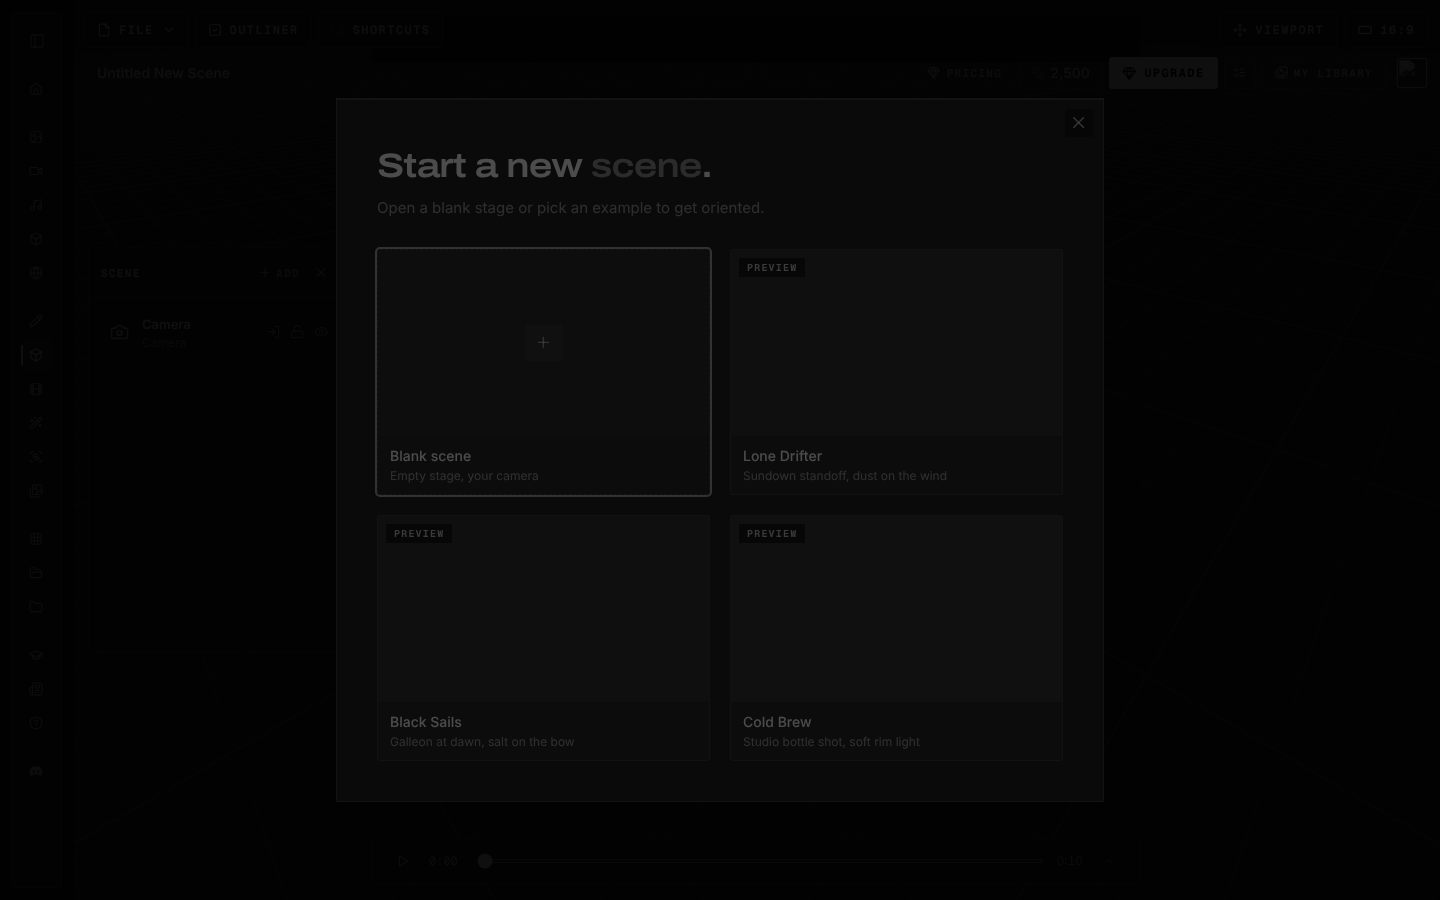 FILE
OUTLINER
SHORTCUTS
VIEWPORT
16:9
Untitled New Scene
PRICING
2,500
UPGRADE
MY LIBRARY
Start a new scene.
Open a blank stage or pick an example to get oriented.
SCENE
ADD
Camera
Camera
Blank scene
Empty stage, your camera
PREVIEW
Lone Drifter
Sundown standoff, dust on the wind
PREVIEW
Black Sails
Galleon at dawn, salt on the bow
PREVIEW
Cold Brew
Studio bottle shot, soft rim light
0:00
0:10